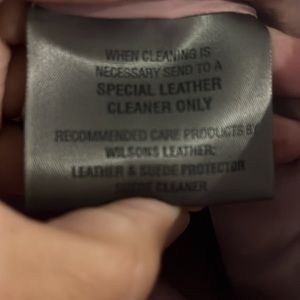 WHEN CLEANING IS
NECESSARY SEND TO A
SPECIAL LEATHER
CLEANER ONLY
RECOMMENDED CARE PRODUCTS BY
WILSONS LEATHER:
LEATHER & SUEDE PROTECTOR
SUEDE CLEANER